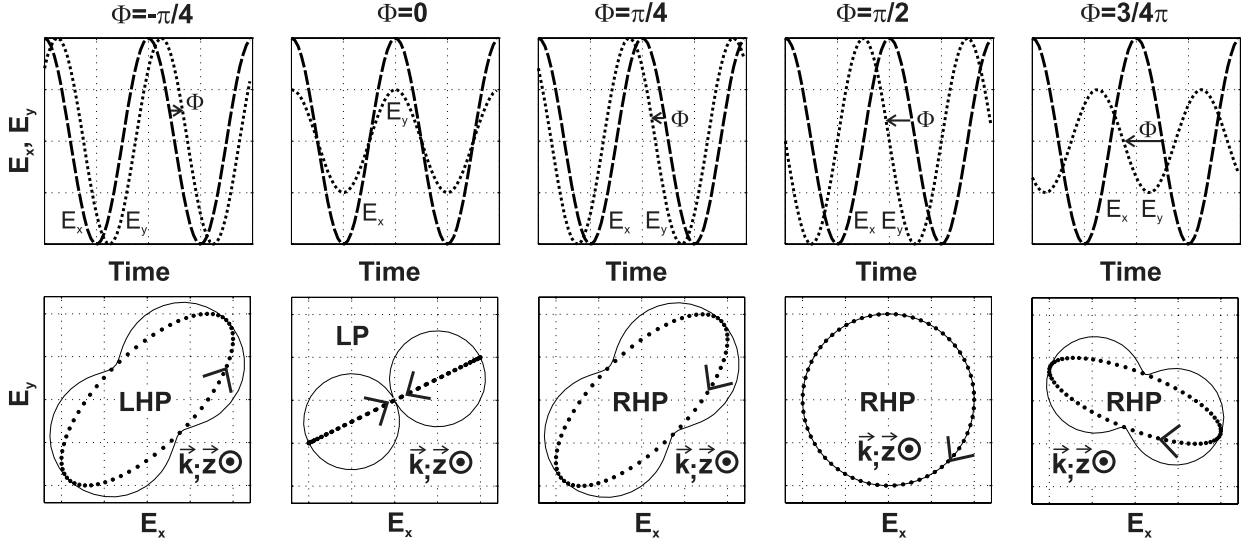 Φ=-π/4 Φ=0 Φ=π/4 Φ=π/2 Φ=3/4π
E_x, E_y
Φ E_y Φ Φ Φ
E_x E_y E_x E_x E_y E_x E_y E_x E_y
Time Time Time Time Time
E_y
LP
LHP RHP RHP RHP
k⃗;z⃗ k⃗;z⃗ k⃗;z⃗ k⃗;z⃗ k⃗;z⃗
E_x E_x E_x E_x E_x